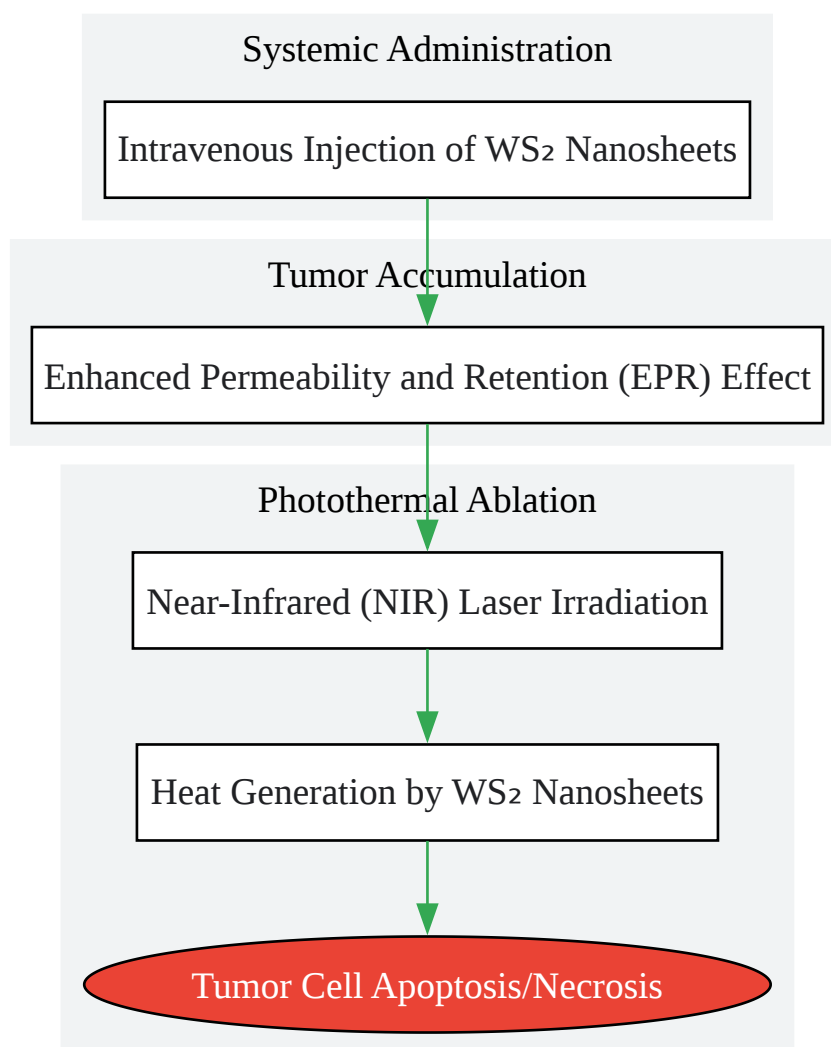 Systemic Administration
Intravenous Injection of WS₂ Nanosheets
Tumor Accumulation
Enhanced Permeability and Retention (EPR) Effect
Photothermal Ablation
Near-Infrared (NIR) Laser Irradiation
Heat Generation by WS₂ Nanosheets
Tumor Cell Apoptosis/Necrosis